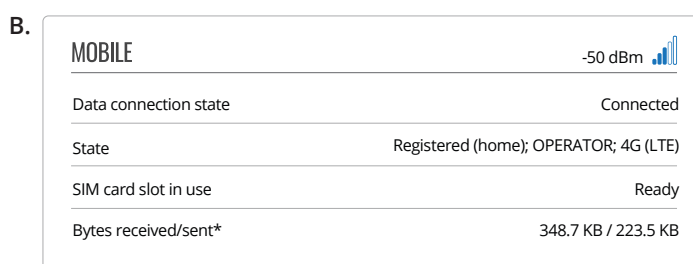 B.
MOBILE -50 dBm
Data connection state Connected
State Registered (home); OPERATOR; 4G (LTE)
SIM card slot in use Ready
Bytes received/sent* 348.7 KB / 223.5 KB